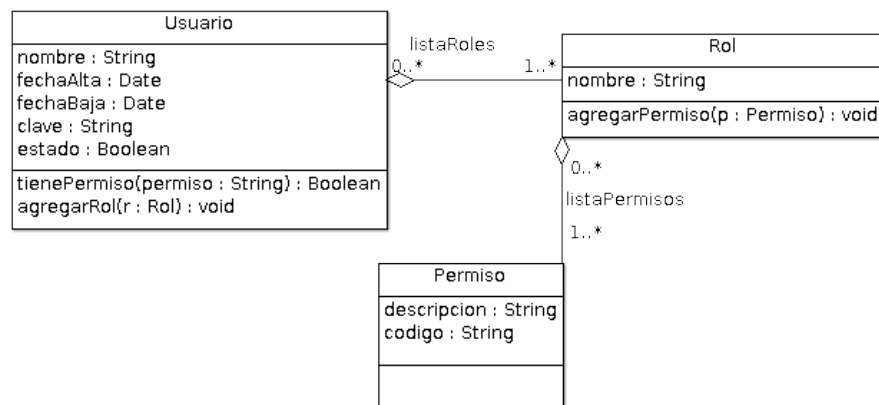 Usuario
nombre : String
fechaAlta : Date
fechaBaja : Date
clave : String
estado : Boolean
tienePermiso(permiso : String) : Boolean
agregarRol(r : Rol) : void
listaRoles
0..*
1..*
Rol
nombre : String
agregarPermiso(p : Permiso) : void
0..*
listaPermisos
1..*
Permiso
descripcion : String
codigo : String